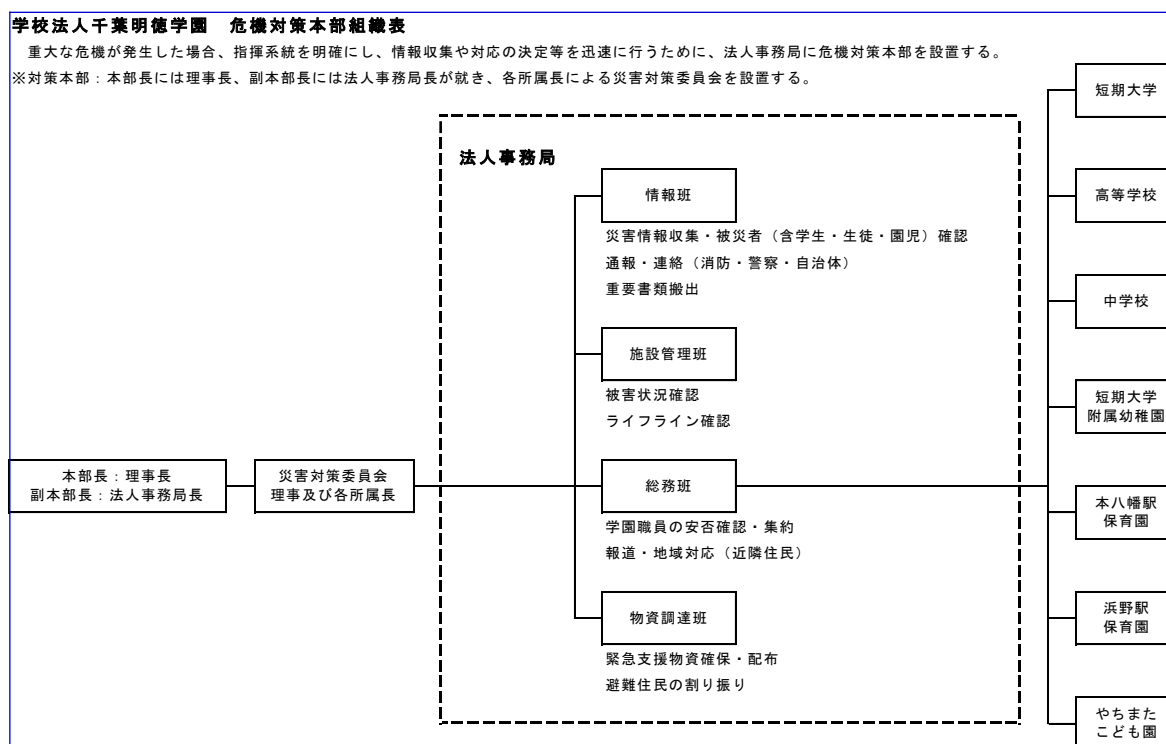 学校法人千葉明徳学園　危機対策本部組織表
重大な危機が発生した場合、指揮系統を明確にし、情報収集や対応の決定等を迅速に行うために、法人事務局に危機対策本部を設置する。
※対策本部：本部長には理事長、副本部長には法人事務局長が就き、各所属長による災害対策委員会を設置する。
本部長：理事長
副本部長：法人事務局長
災害対策委員会
理事及び各所属長
法人事務局
情報班
災害情報収集・被災者（含学生・生徒・園児）確認
通報・連絡（消防・警察・自治体）
重要書類搬出
施設管理班
被害状況確認
ライフライン確認
総務班
学園職員の安否確認・集約
報道・地域対応（近隣住民）
物資調達班
緊急支援物資確保・配布
避難住民の割り振り
短期大学
高等学校
中学校
短期大学
附属幼稚園
本八幡駅
保育園
浜野駅
保育園
やちまた
こども園